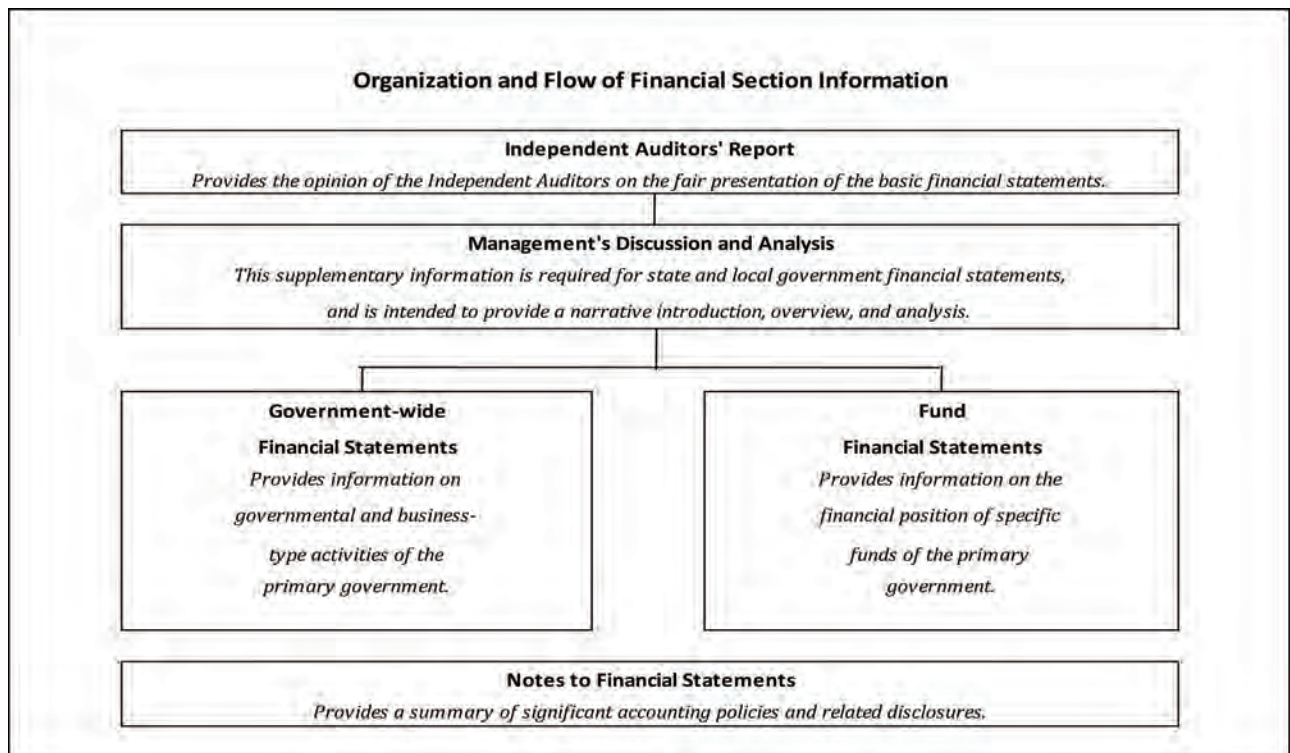 Organization and Flow of Financial Section Information
Independent Auditors' Report
Provides the opinion of the Independent Auditors on the fair presentation of the basic financial statements.
Management's Discussion and Analysis
This supplementary information is required for state and local government financial statements,
and is intended to provide a narrative introduction, overview, and analysis.
Government-wide
Financial Statements
Provides information on
governmental and business-
type activities of the
primary government.
Fund
Financial Statements
Provides information on the
financial position of specific
funds of the primary
government.
Notes to Financial Statements
Provides a summary of significant accounting policies and related disclosures.